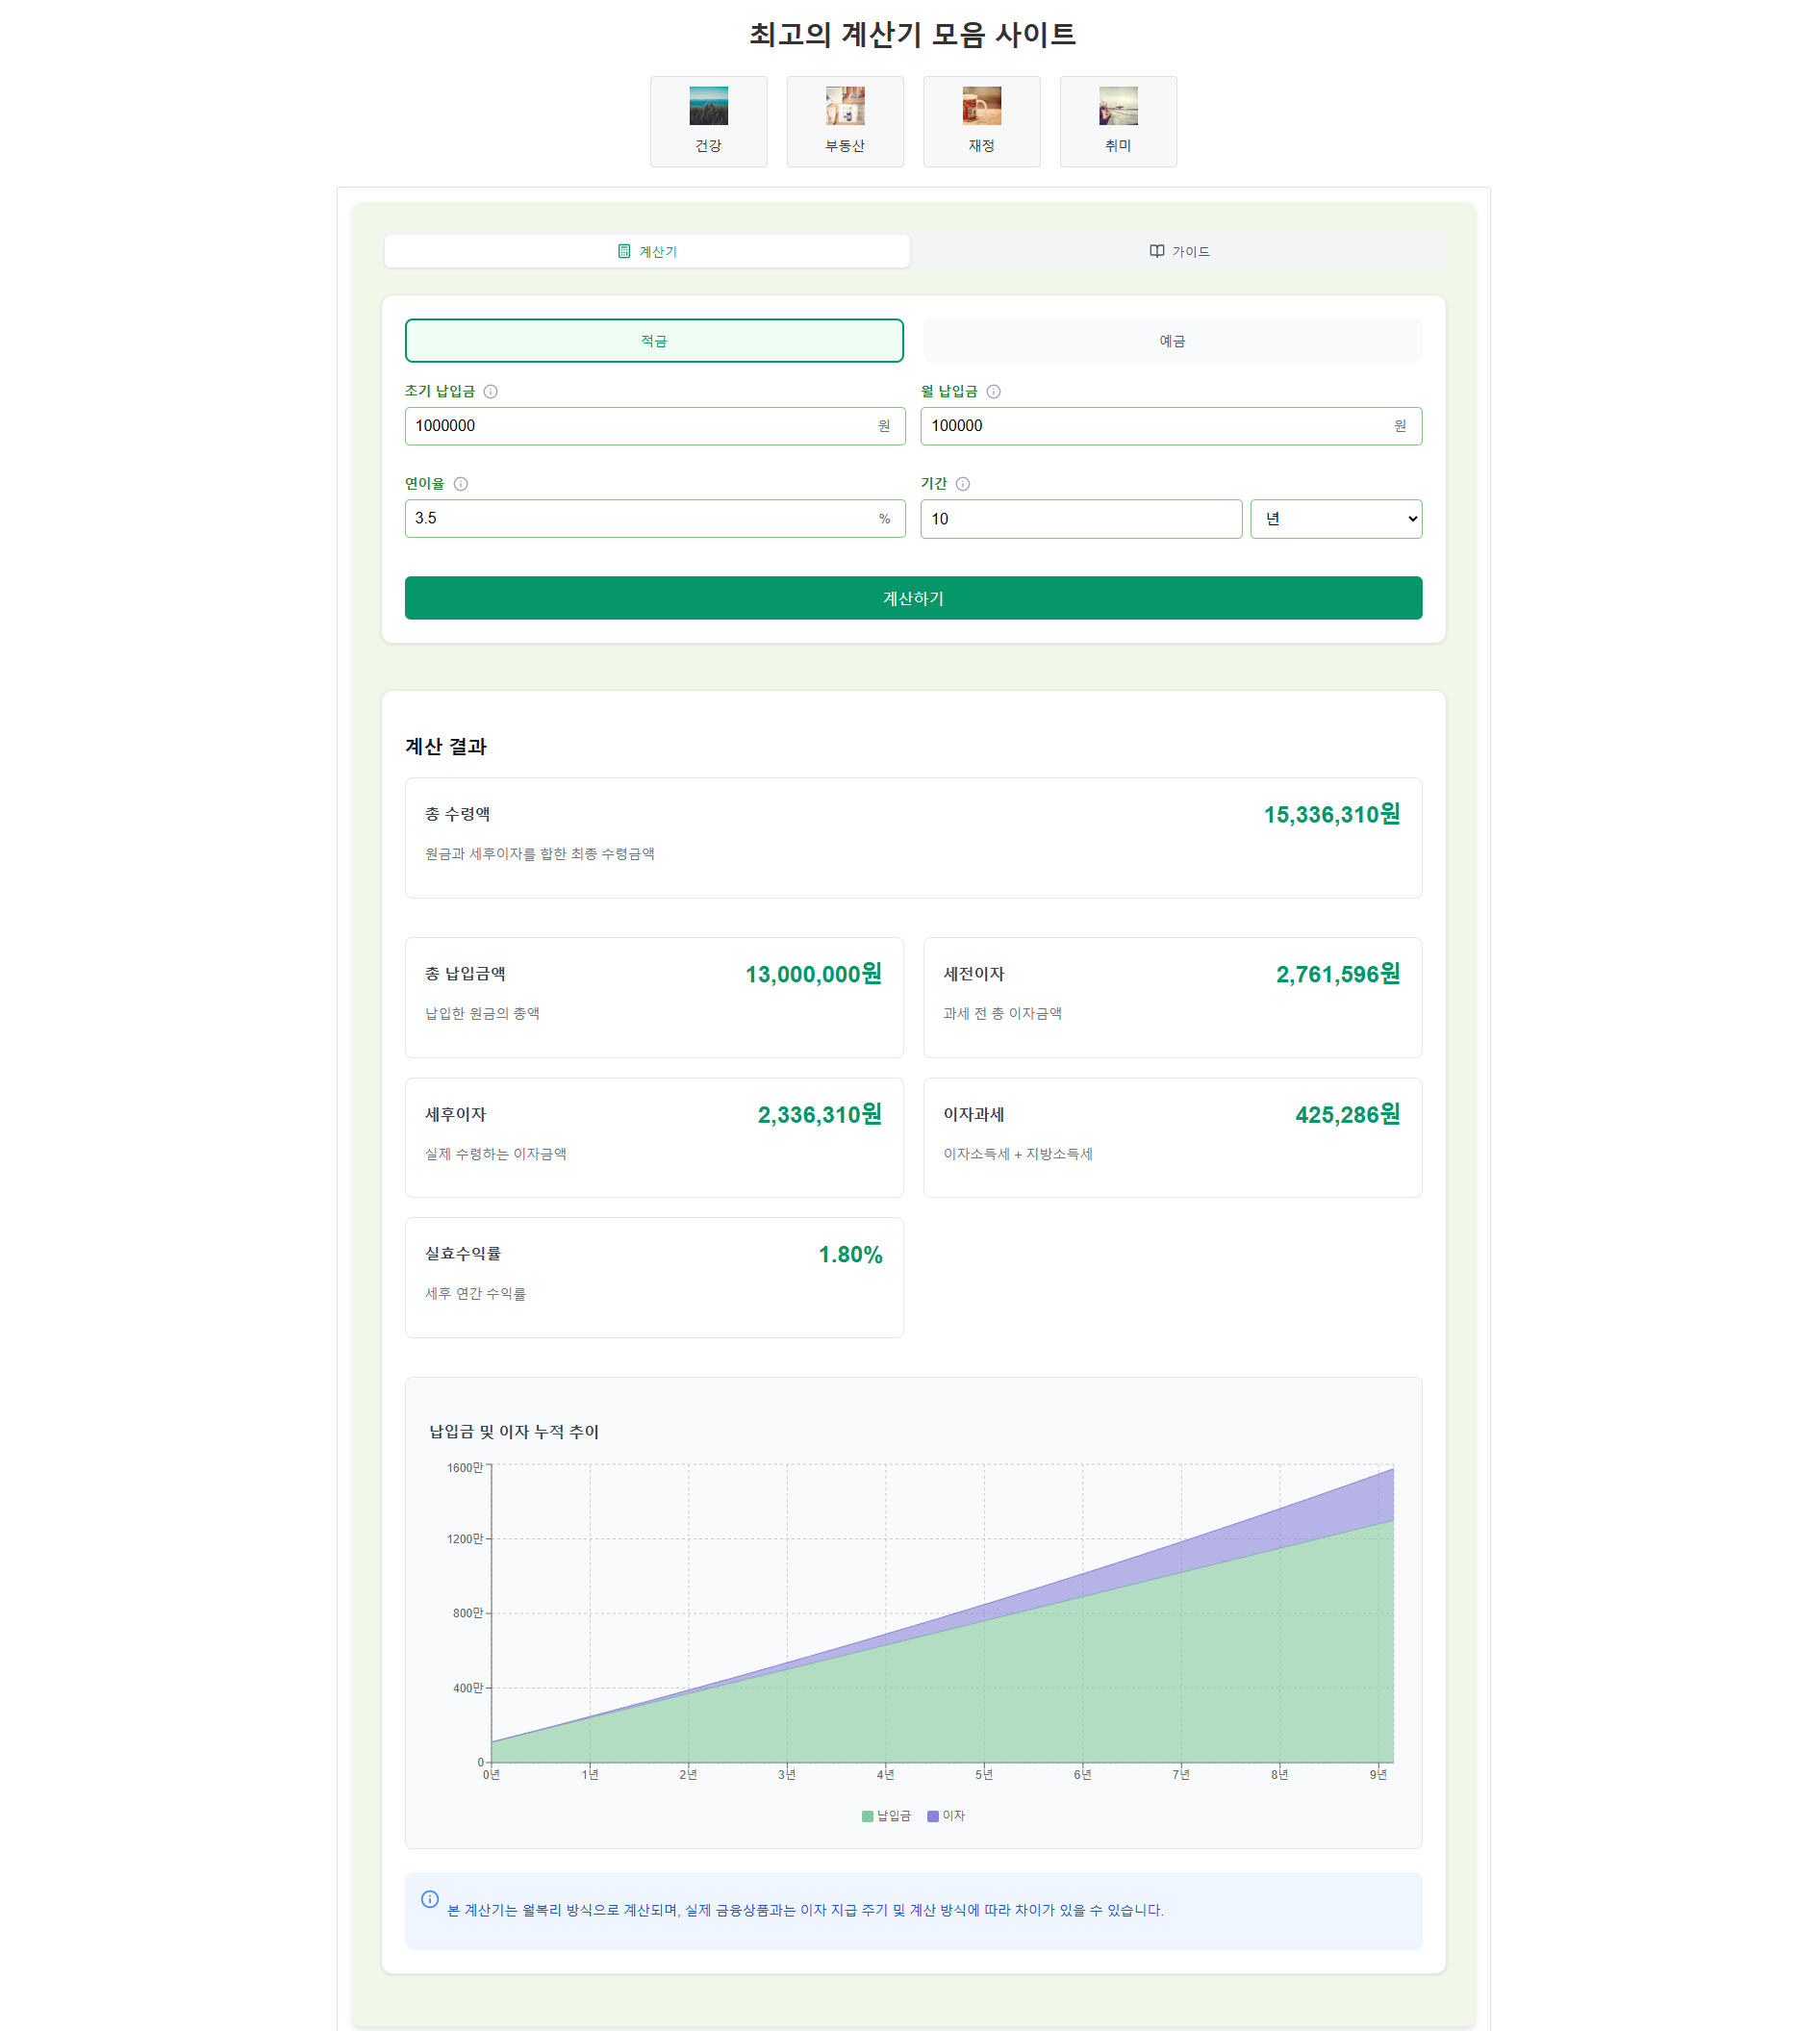 최고의 계산기 모음 사이트
건강
부동산
재정
취미
계산기
가이드
적금
예금
초기 납입금
월 납입금
1000000
원
100000
원
연이율
기간
3.5
%
10
년
계산하기
계산 결과
총 수령액
15,336,310원
원금과 세후이자를 합한 최종 수령금액
총 납입금액
13,000,000원
납입한 원금의 총액
세전이자
2,761,596원
과세 전 총 이자금액
세후이자
2,336,310원
실제 수령하는 이자금액
이자과세
425,286원
이자소득세 + 지방소득세
실효수익률
1.80%
세후 연간 수익률
납입금 및 이자 누적 추이
1600만
1200만
800만
400만
0
0년
1년
2년
3년
4년
5년
6년
7년
8년
9년
납입금
이자
본 계산기는 월복리 방식으로 계산되며, 실제 금융상품과는 이자 지급 주기 및 계산 방식에 따라 차이가 있을 수 있습니다.